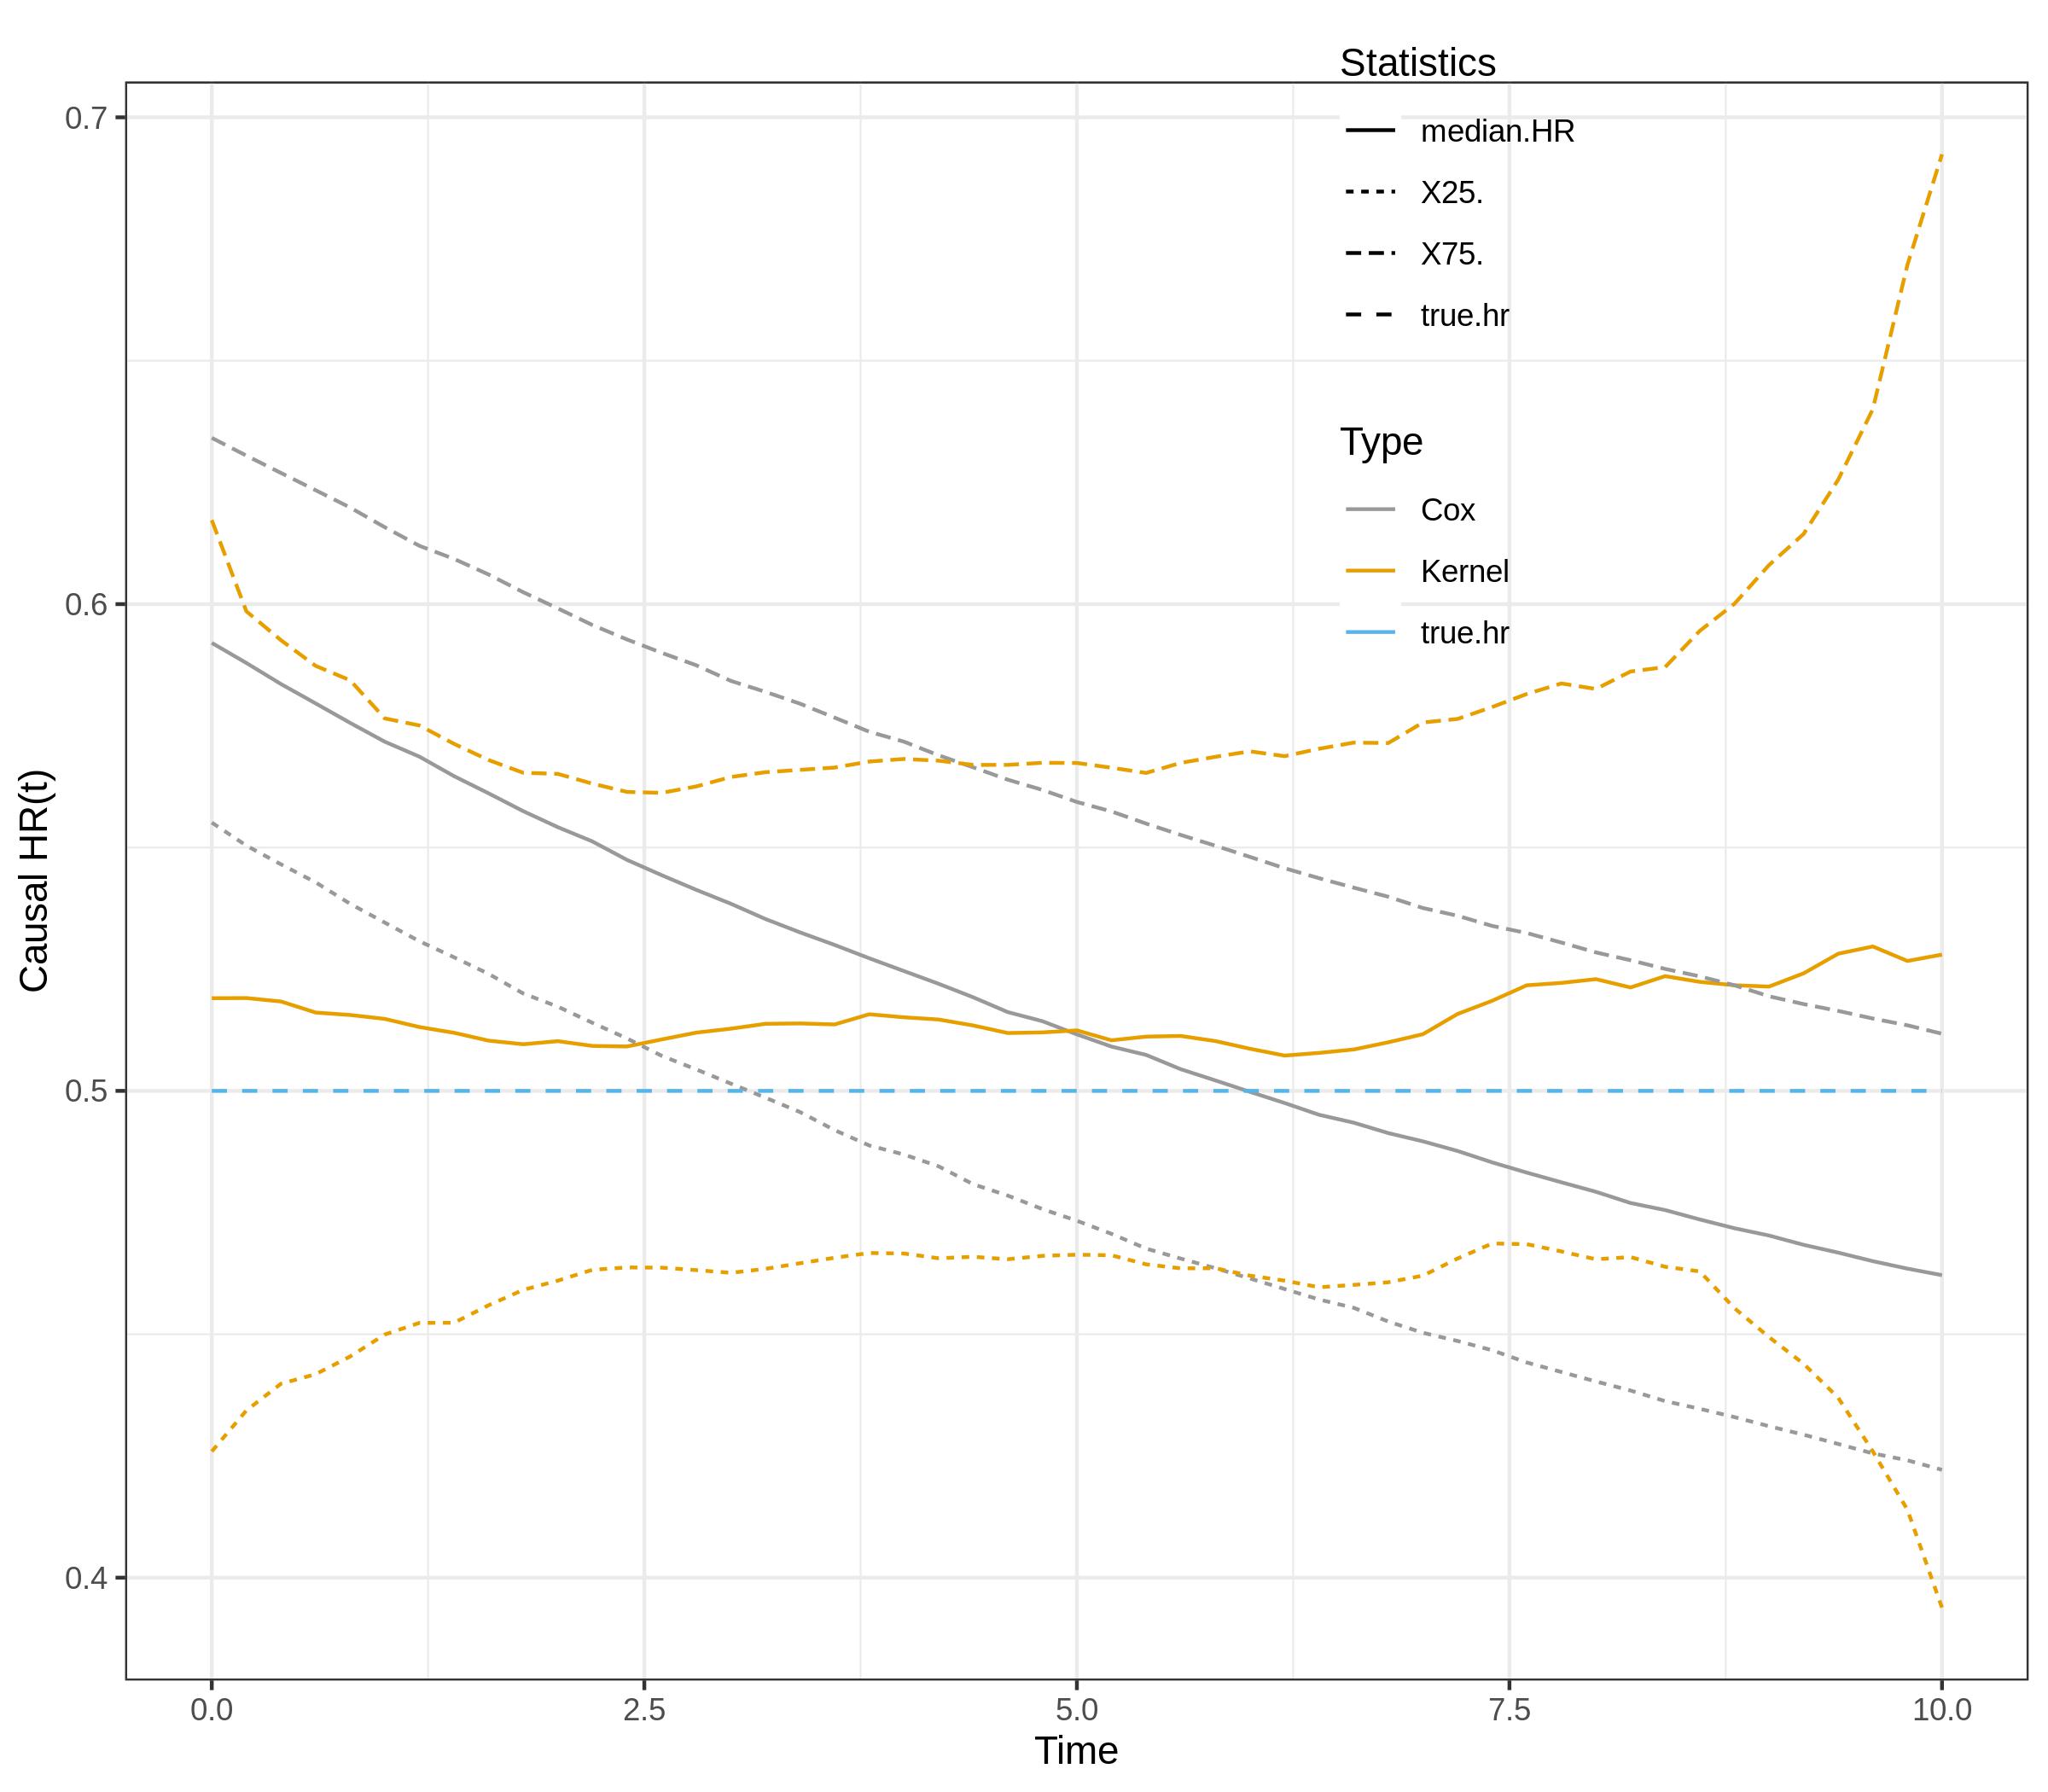 Statistics
median.HR
X25.
X75.
true.hr
Type
Cox
Kernel
true.hr
Causal HR(t)
0.7
0.6
0.5
0.4
0.0 2.5 5.0 7.5 10.0
Time